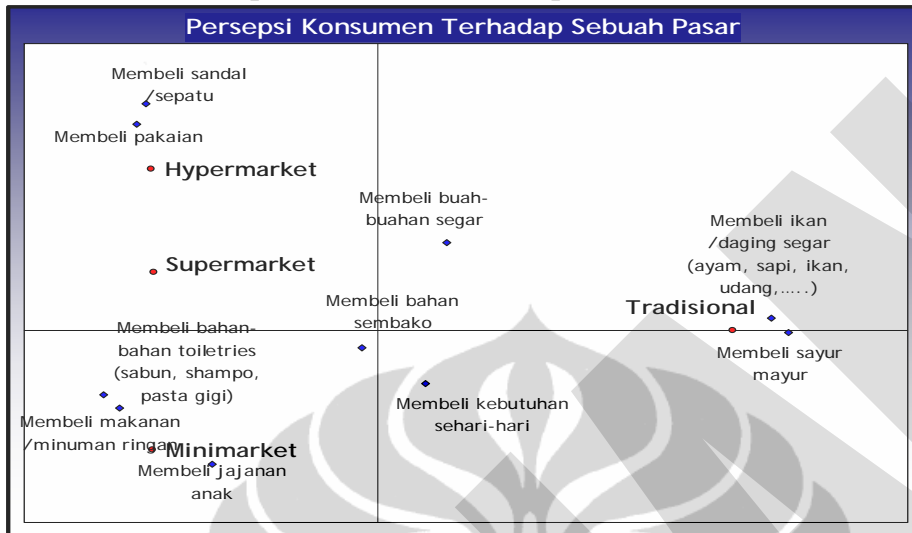 Persepsi Konsumen Terhadap Sebuah Pasar
Membeli sandal
/sepatu
Membeli pakaian
Hypermarket
Membeli buah-
buahan segar
Membeli ikan
/daging segar
(ayam, sapi, ikan,
udang,.....)
Supermarket
Membeli bahan
sembako
Tradisional
Membeli bahan-
bahan toiletries
(sabun, shampo,
pasta gigi)
Membeli sayur
mayur
Membeli makanan
/minuman ringan
Membeli kebutuhan
sehari-hari
Minimarket
Membeli jajanan
anak